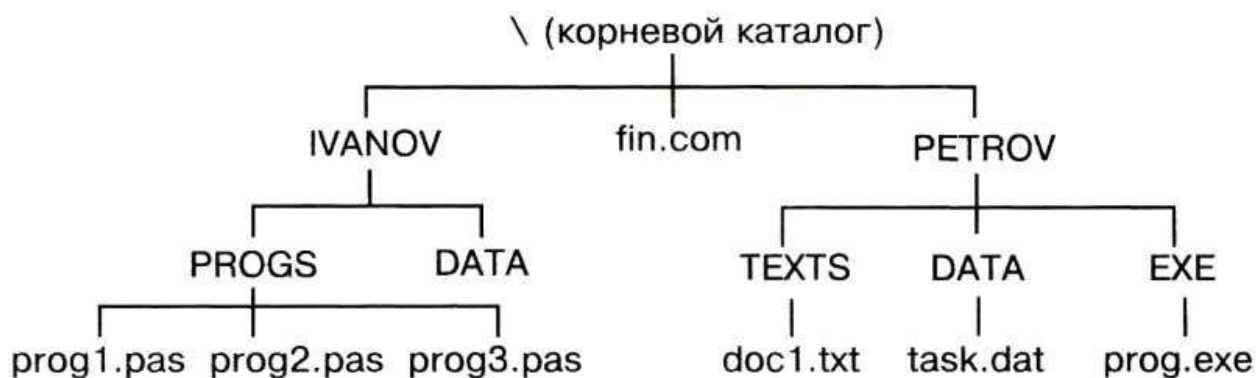 \ (корневой каталог)
IVANOV fin.com PETROV
PROGS DATA TEXTS DATA EXE
prog1.pas prog2.pas prog3.pas doc1.txt task.dat prog.exe